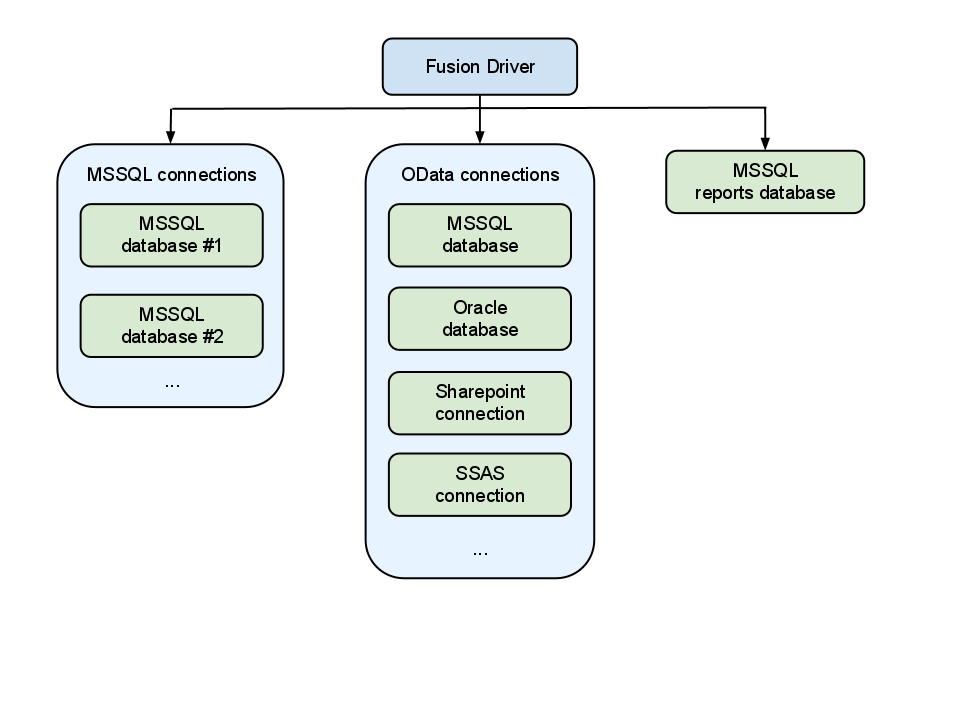 Fusion Driver
MSSQL connections
MSSQL
database #1
MSSQL
database #2
...
OData connections
MSSQL
database
Oracle
database
Sharepoint
connection
SSAS
connection
...
MSSQL
reports database